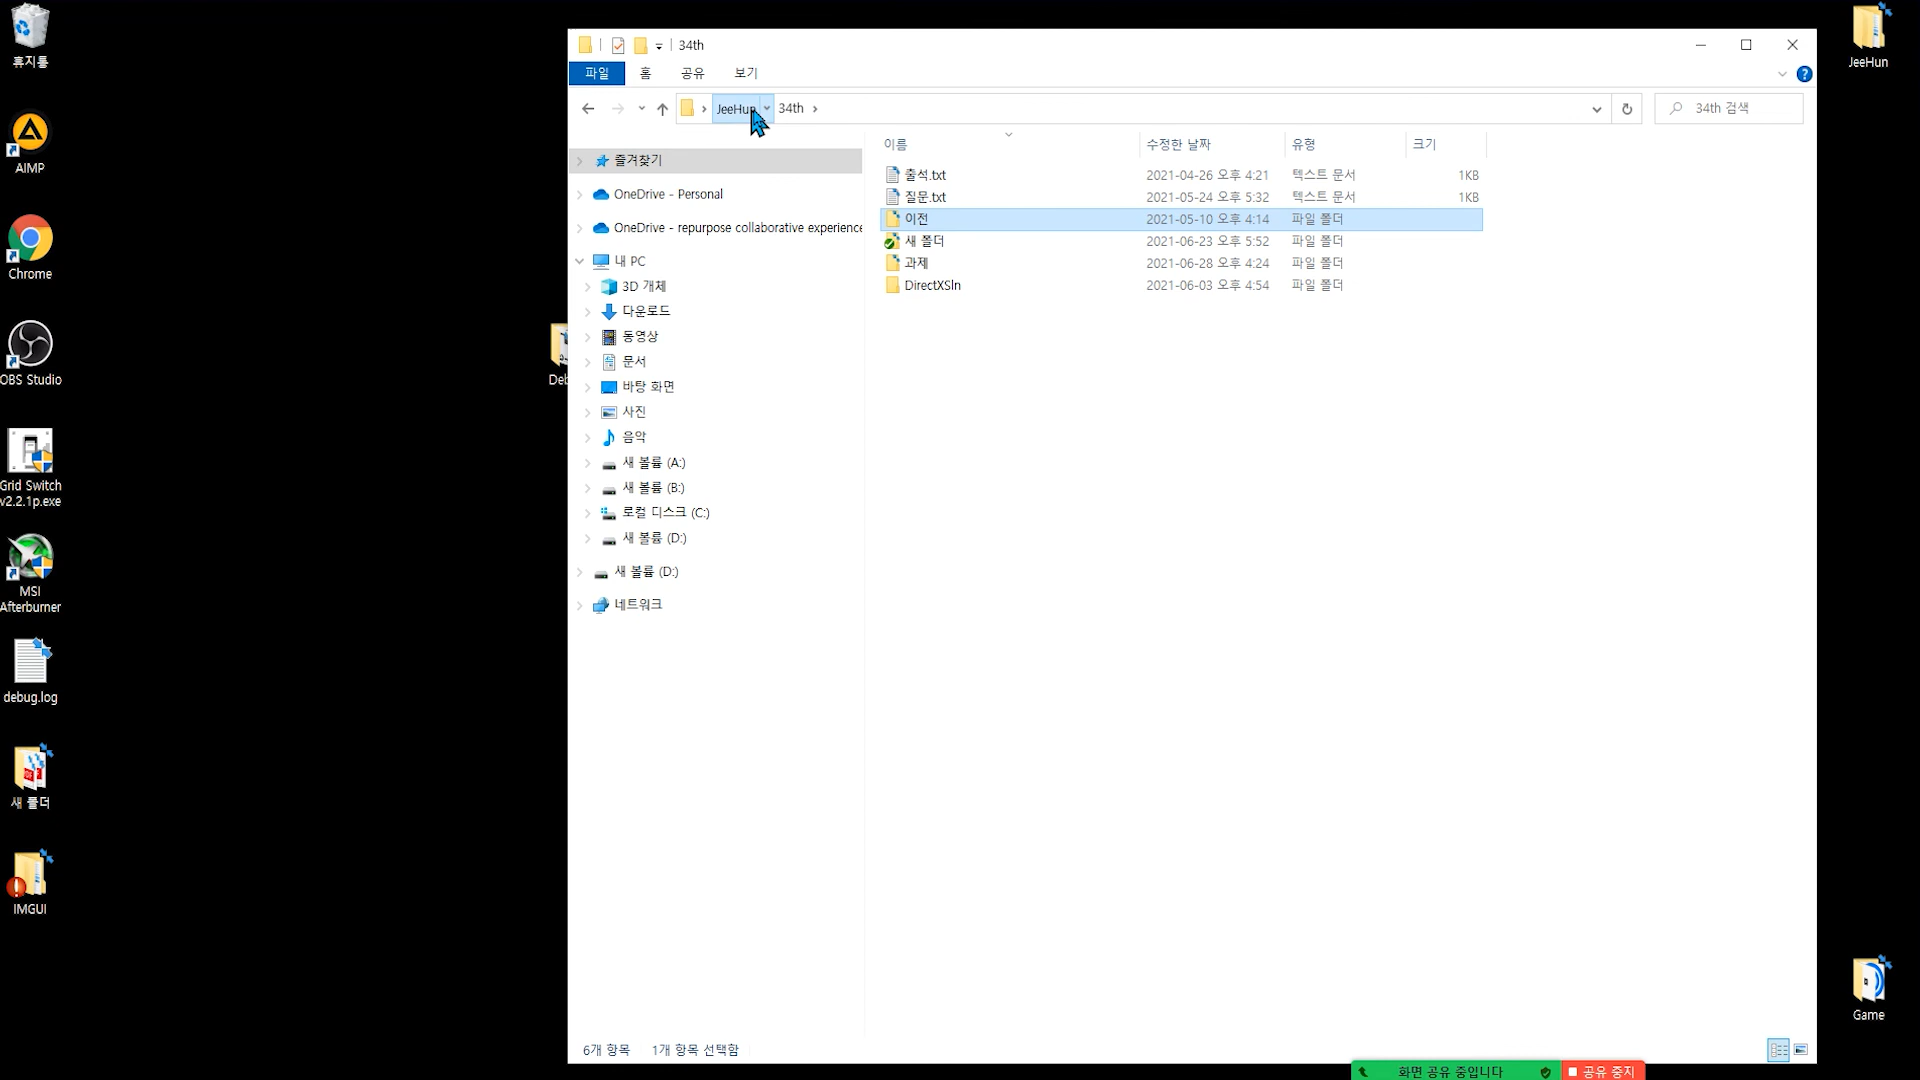 휴지통
AIMP
Chrome
OBS Studio
Grid Switch
v2.2.1p.exe
MSI
Afterburner
debug.log
새 폴더
IMGUI
Deb
34th
파일 홈 공유 보기
JeeHun 34th
34th 검색
즐겨찾기
OneDrive - Personal
OneDrive - repurpose collaborative experience
내 PC
3D 개체
다운로드
동영상
문서
바탕 화면
사진
음악
새 볼륨 (A:)
새 볼륨 (B:)
로컬 디스크 (C:)
새 볼륨 (D:)
새 볼륨 (D:)
네트워크
이름 수정한 날짜 유형 크기
출석.txt 2021-04-26 오후 4:21 텍스트 문서 1KB
질문.txt 2021-05-24 오후 5:32 텍스트 문서 1KB
이전 2021-05-10 오후 4:14 파일 폴더
새 폴더 2021-06-23 오후 5:52 파일 폴더
과제 2021-06-28 오후 4:24 파일 폴더
DirectXSln 2021-06-03 오후 4:54 파일 폴더
6개 항목 1개 항목 선택함
화면 공유 중입니다 공유 중지
JeeHun
Game